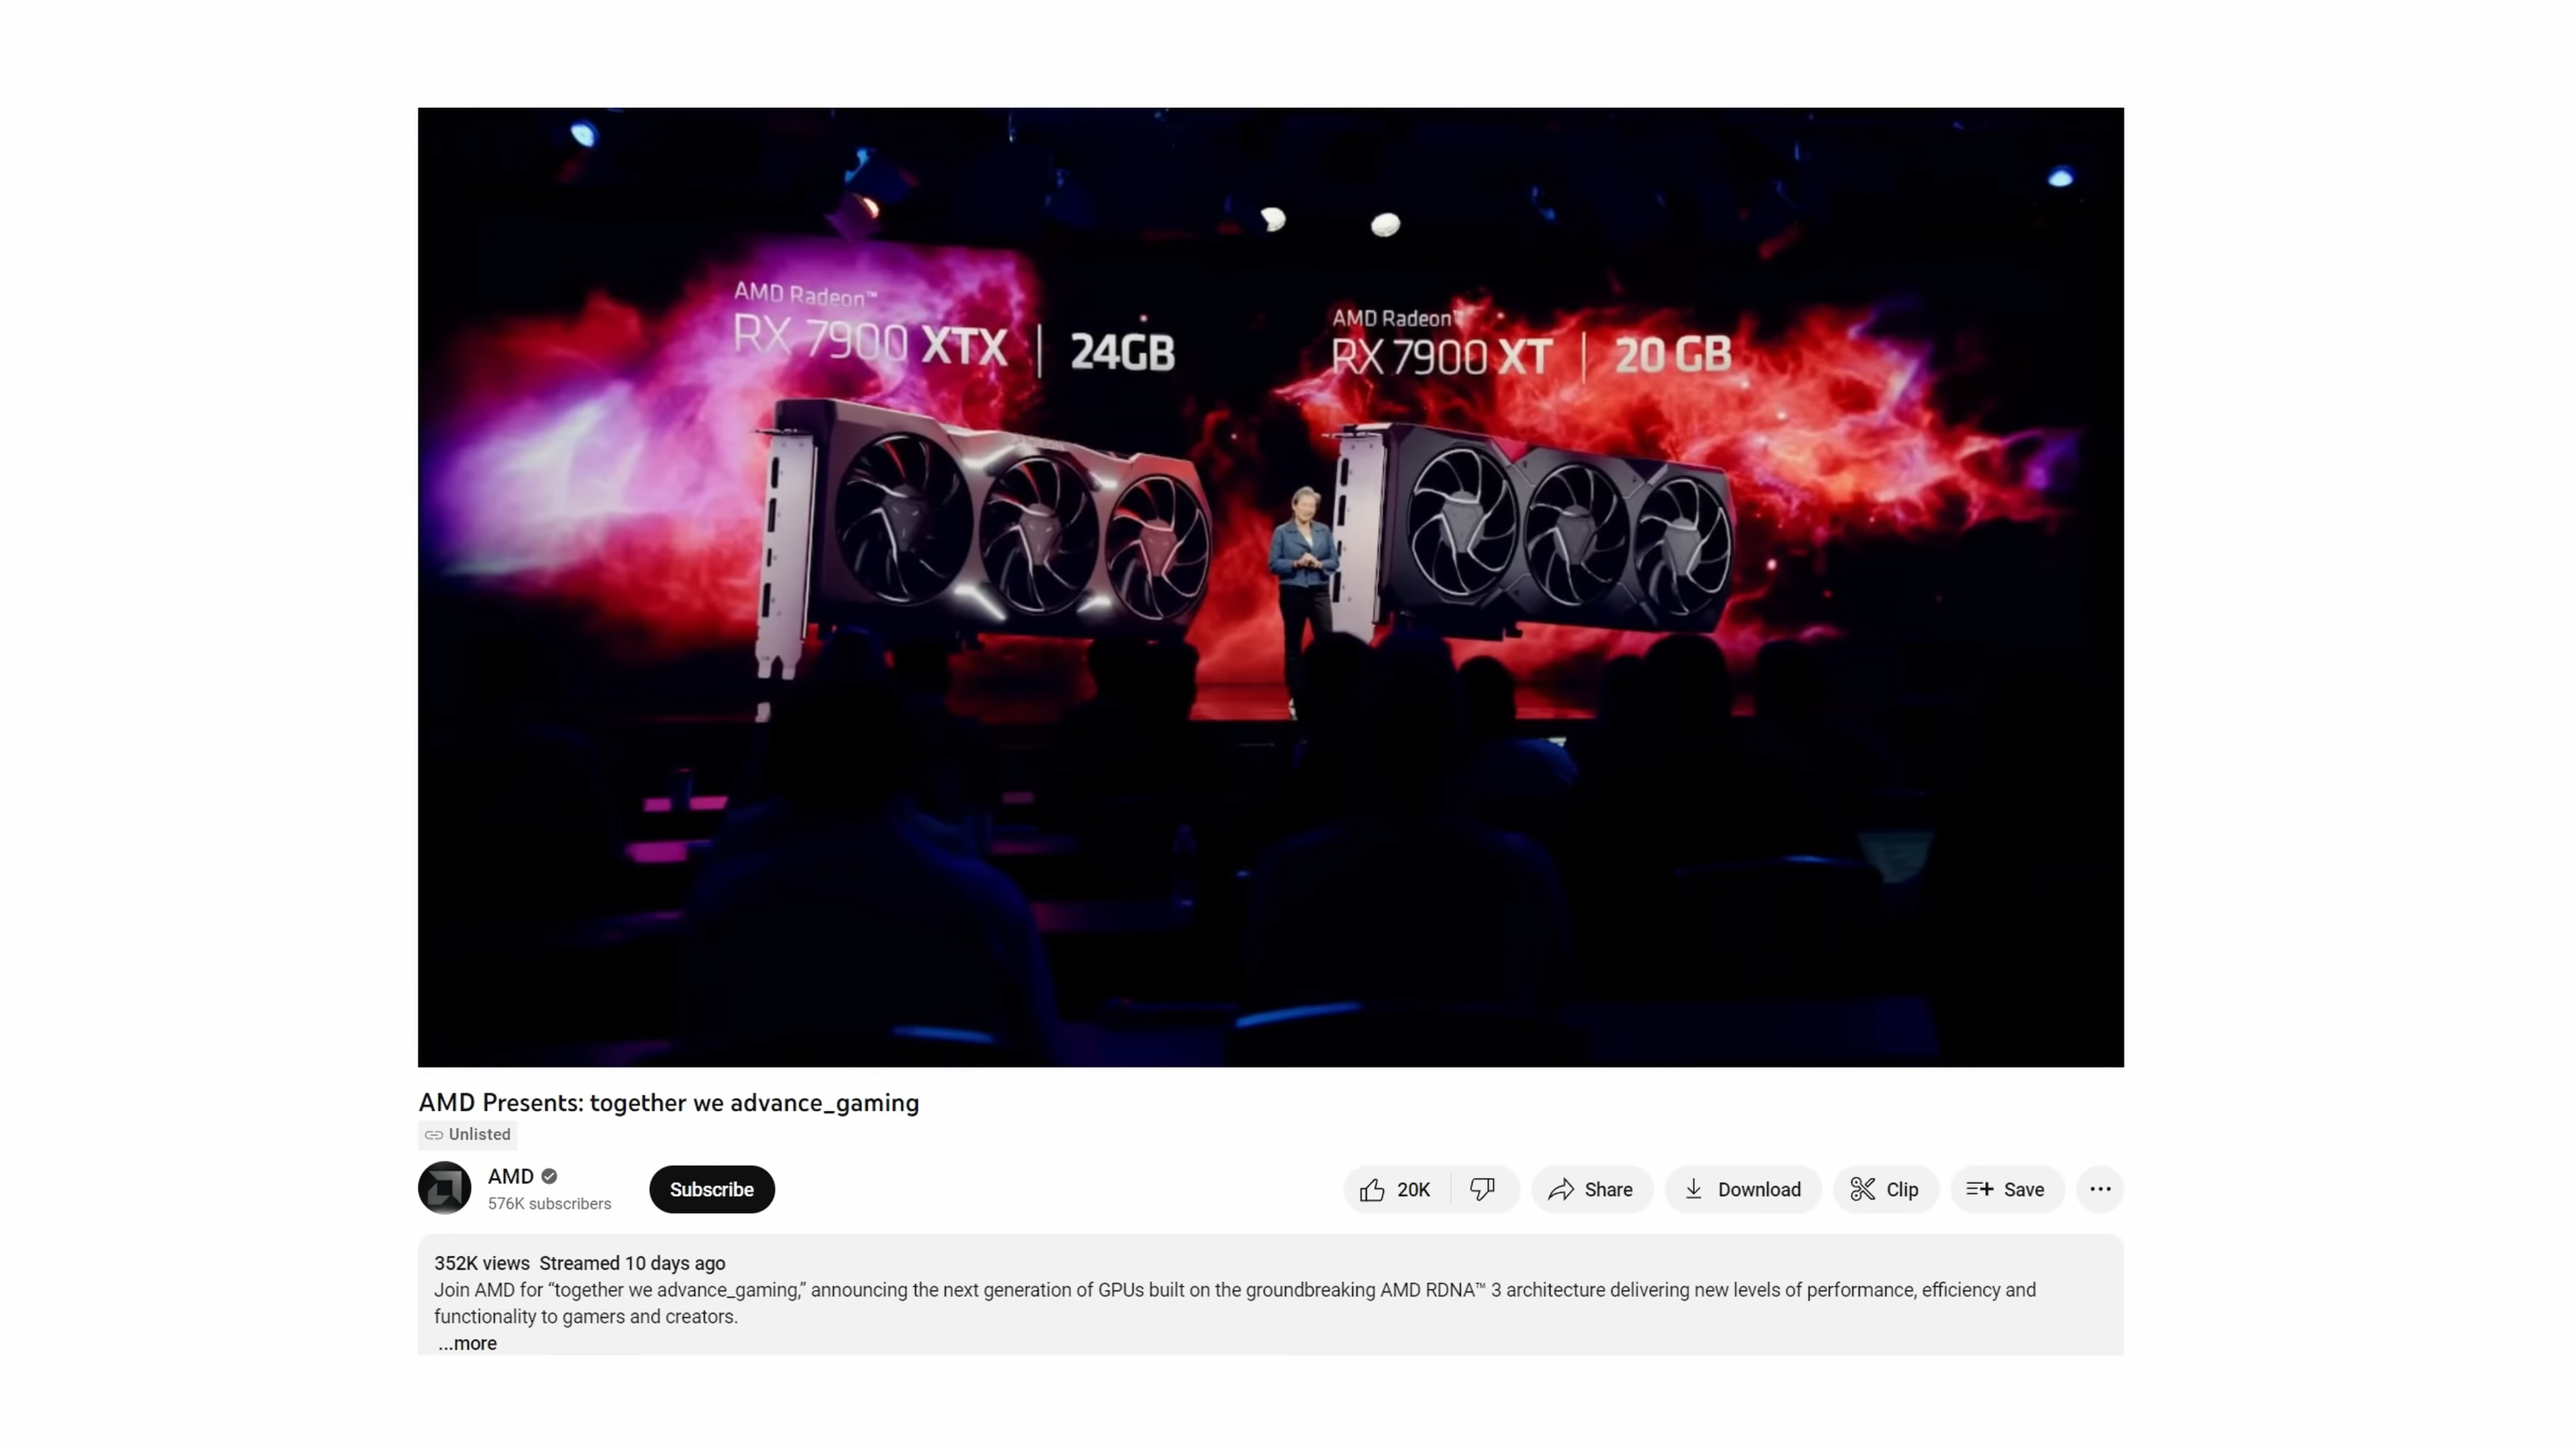 AMD Radeon™
RX 7900 XTX | 24GB
AMD Radeon™
RX 7900 XT | 20 GB
AMD Presents: together we advance_gaming
Unlisted
AMD
576K subscribers
Subscribe
20K
Share
Download
Clip
Save
352K views Streamed 10 days ago
Join AMD for “together we advance_gaming,” announcing the next generation of GPUs built on the groundbreaking AMD RDNA™ 3 architecture delivering new levels of performance, efficiency and
functionality to gamers and creators.
...more